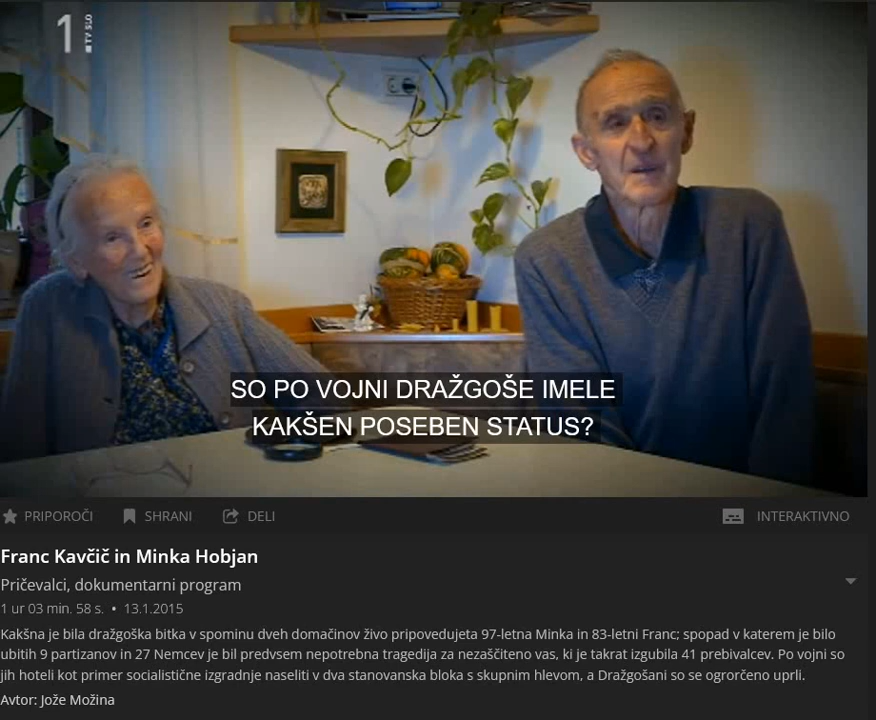 1
TV SLO
SO PO VOJNI DRAŽGOŠE IMELE
KAKŠEN POSEBEN STATUS?
PRIPOROČI SHRANI DELI INTERAKTIVNO
Franc Kavčič in Minka Hobjan
Pričevalci, dokumentarni program
1 ur 03 min. 58 s. • 13.1.2015
Kakšna je bila dražgoška bitka v spominu dveh domačinov živo pripovedujeta 97-letna Minka in 83-letni Franc; spopad v katerem je bilo
ubitih 9 partizanov in 27 Nemcev je bil predvsem nepotrebna tragedija za nezaščiteno vas, ki je takrat izgubila 41 prebivalcev. Po vojni so
jih hoteli kot primer socialistične izgradnje naseliti v dva stanovanska bloka s skupnim hlevom, a Dražgošani so se ogrorčeno uprli.
Avtor: Jože Možina